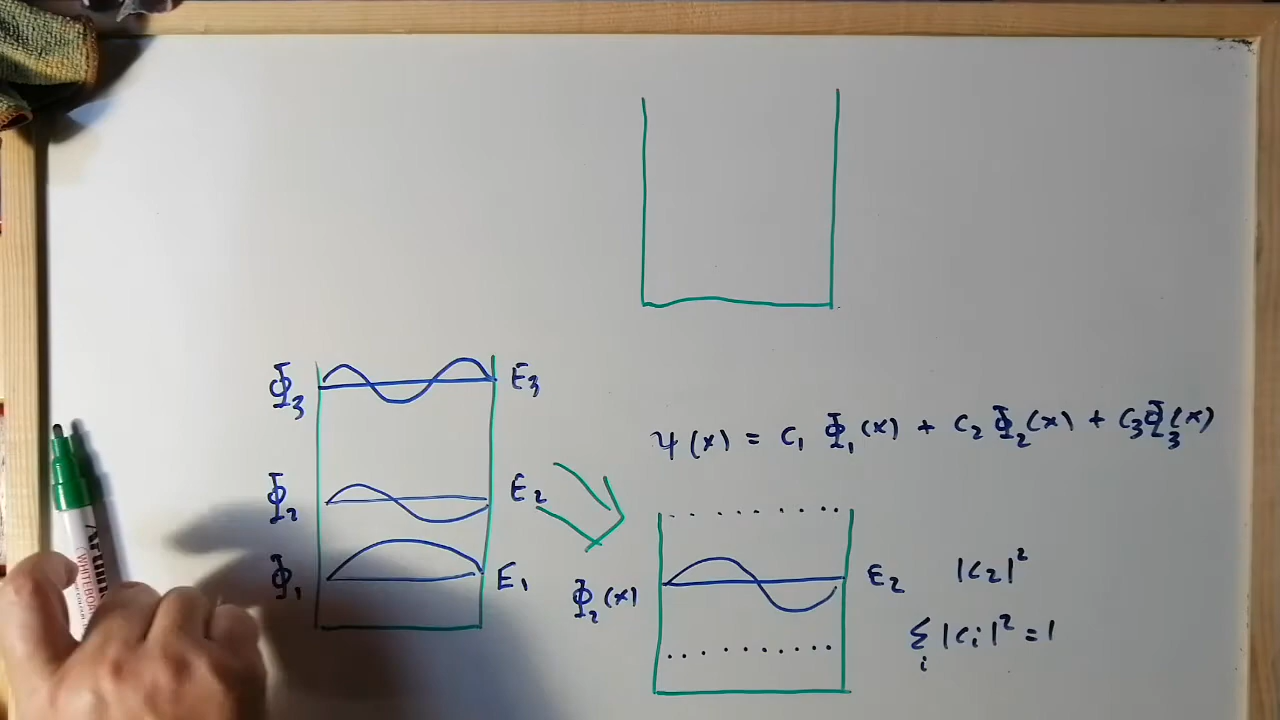 Φ₃ E₃
ψ(x) = c₁ Φ₁(x) + c₂ Φ₂(x) + c₃ Φ₃(x)
Φ₂ E₂
Φ₁ E₁
Φ₂(x) E₂ |c₂|²
∑ᵢ |cᵢ|² = 1
WHITEBOARD